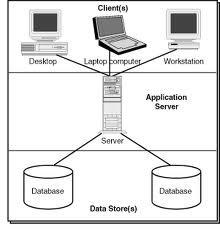 Client(s)
Desktop
Laptop computer
Workstation
Application
Server
Server
Database
Database
Data Store(s)